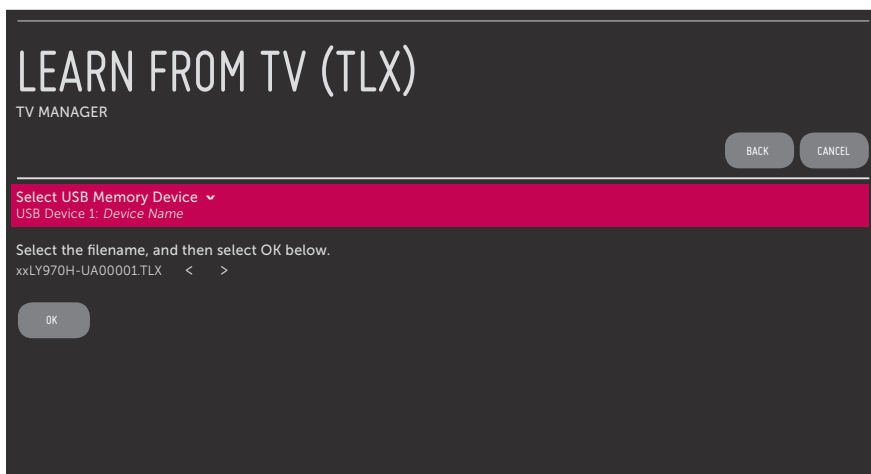 LEARN FROM TV (TLX)
TV MANAGER
BACK CANCEL
Select USB Memory Device
USB Device 1: Device Name
Select the filename, and then select OK below.
xxLY970H-UA00001.TLX < >
OK